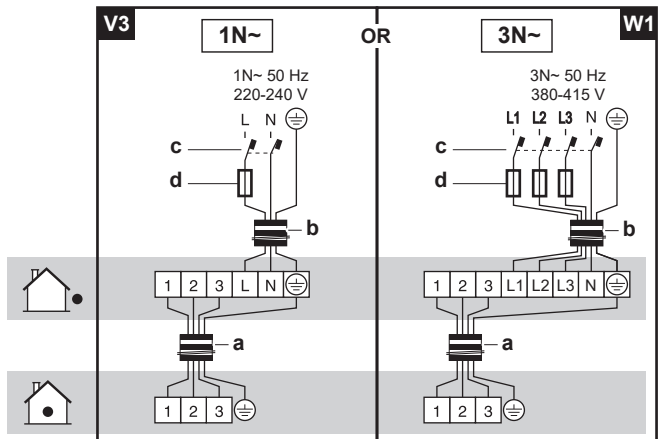 V3
1N~
OR
3N~
W1
1N~ 50 Hz
220-240 V
L N
c
d
b
1 2 3 L N
a
1 2 3
3N~ 50 Hz
380-415 V
L1 L2 L3 N
c
d
b
1 2 3 L1 L2 L3 N
a
1 2 3